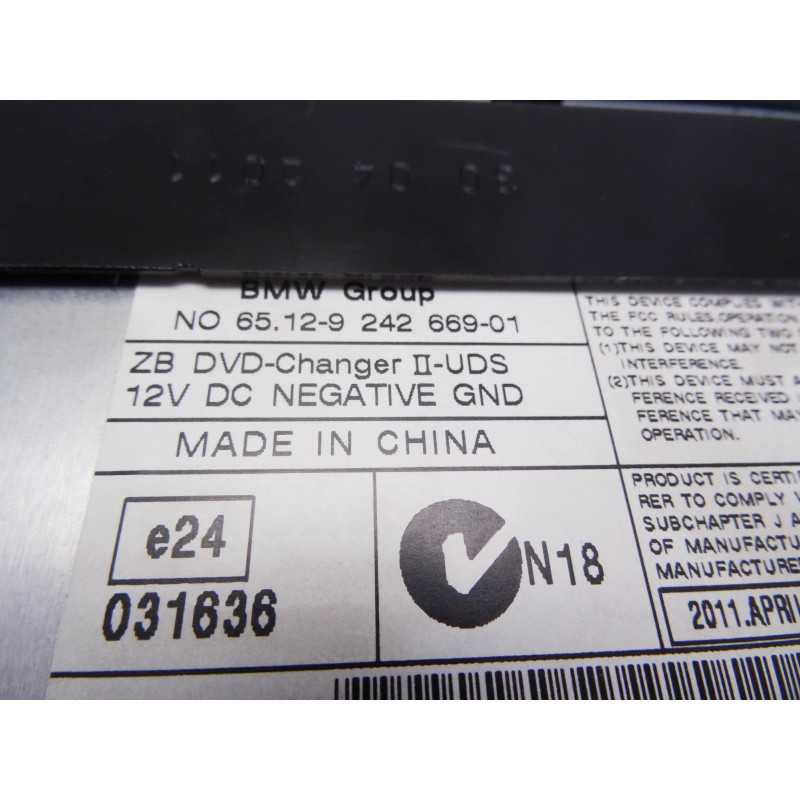 30 04 2011
BMW Group
NO 65.12-9 242 669-01
ZB DVD-Changer II-UDS
12V DC NEGATIVE GND
MADE IN CHINA
e24
031636
N18
THIS DEVICE COMPLIES WITH
THE FCC RULES.OPERATION
TO THE FOLLOWING TWO
(1)THIS DEVICE MAY NOT
INTERFERENCE.
(2)THIS DEVICE MUST
FERENCE RECEIVED
FERENCE THAT MAY
OPERATION.
PRODUCT IS
RER TO COMPLY
SUBCHAPTER J
OF
2011.APRI